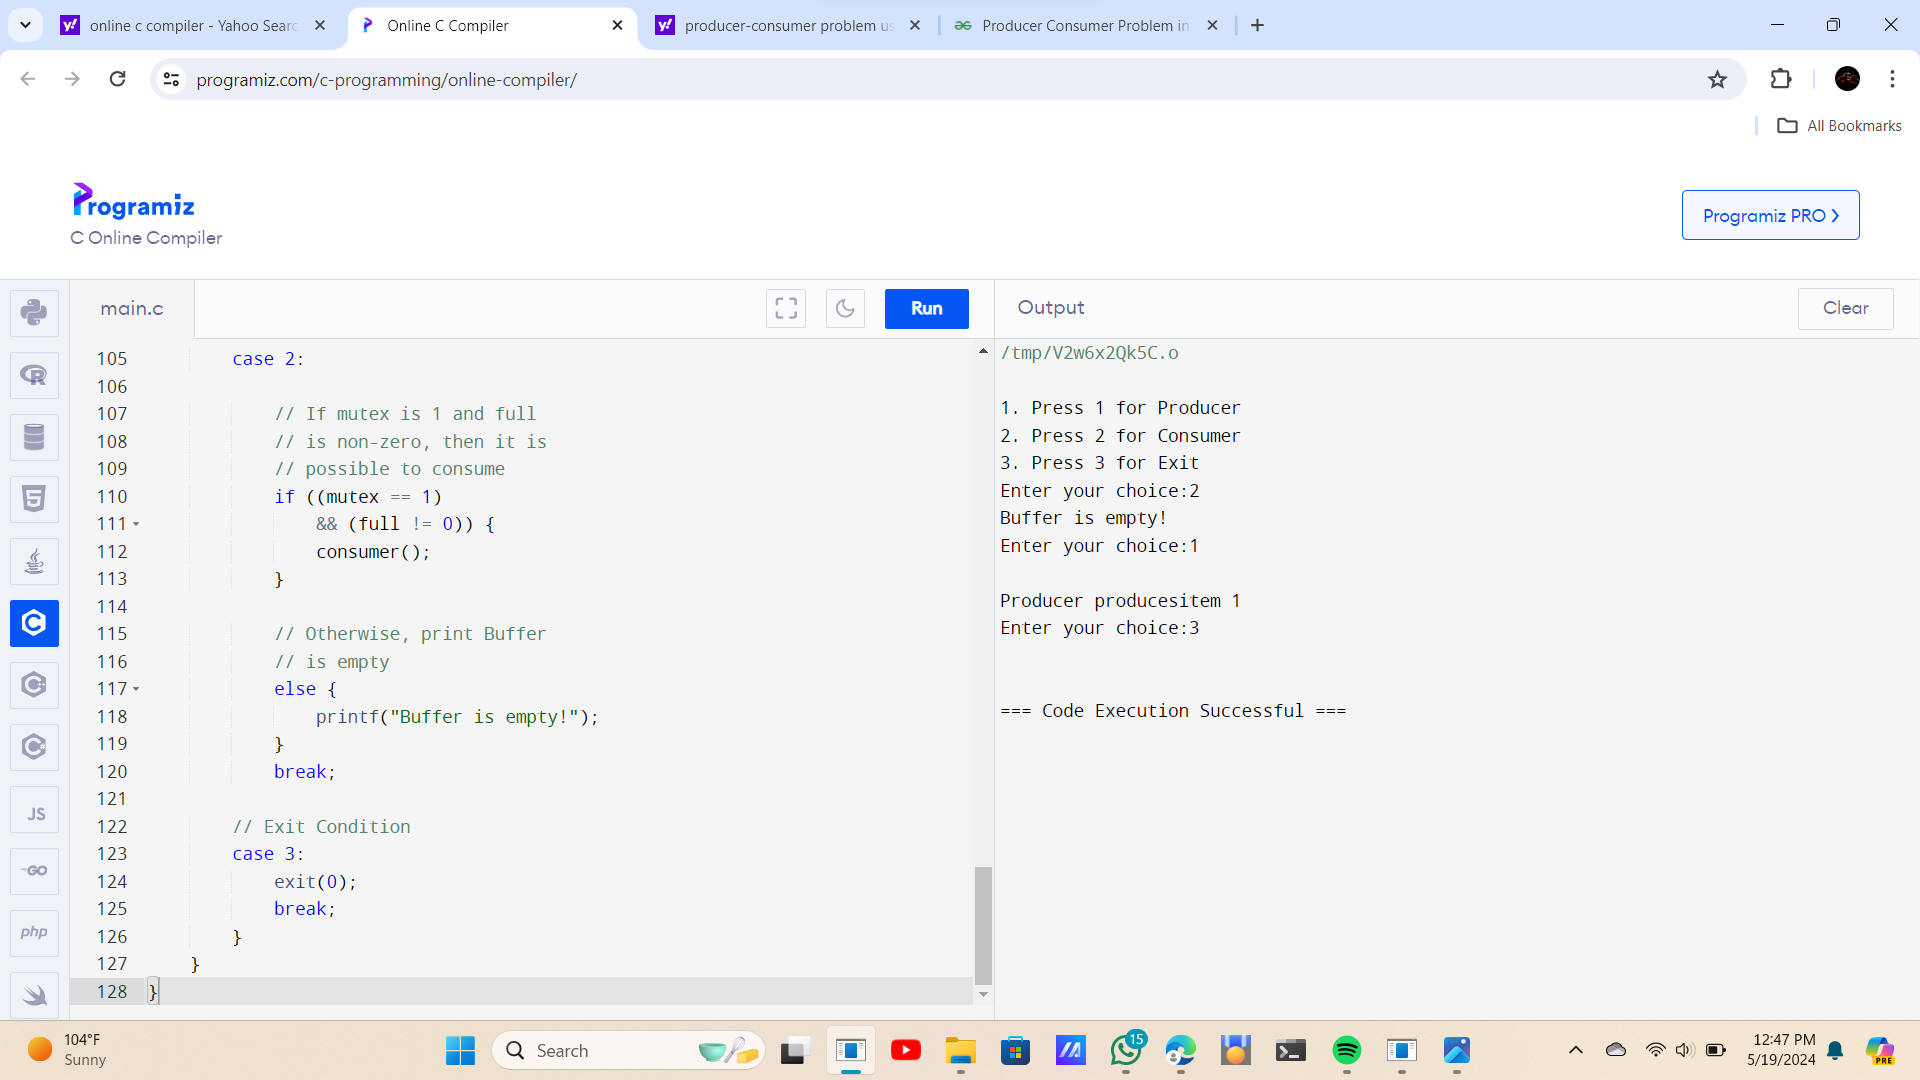 online c compiler - Yahoo Searc
Online C Compiler
producer-consumer problem us
Producer Consumer Problem in
programiz.com/c-programming/online-compiler/
All Bookmarks
Programiz
C Online Compiler
Programiz PRO
main.c
Run
Output
Clear
105 case 2:
106
107 // If mutex is 1 and full
108 // is non-zero, then it is
109 // possible to consume
110 if ((mutex == 1)
111 && (full != 0)) {
112 consumer();
113 }
114
115 // Otherwise, print Buffer
116 // is empty
117 else {
118 printf("Buffer is empty!");
119 }
120 break;
121
122 // Exit Condition
123 case 3:
124 exit(0);
125 break;
126 }
127 }
128 }
/tmp/V2w6x2Qk5C.o
1. Press 1 for Producer
2. Press 2 for Consumer
3. Press 3 for Exit
Enter your choice:2
Buffer is empty!
Enter your choice:1
Producer producesitem 1
Enter your choice:3
=== Code Execution Successful ===
JS
GO
php
104°F
Sunny
Search
15
12:47 PM
5/19/2024
PRE